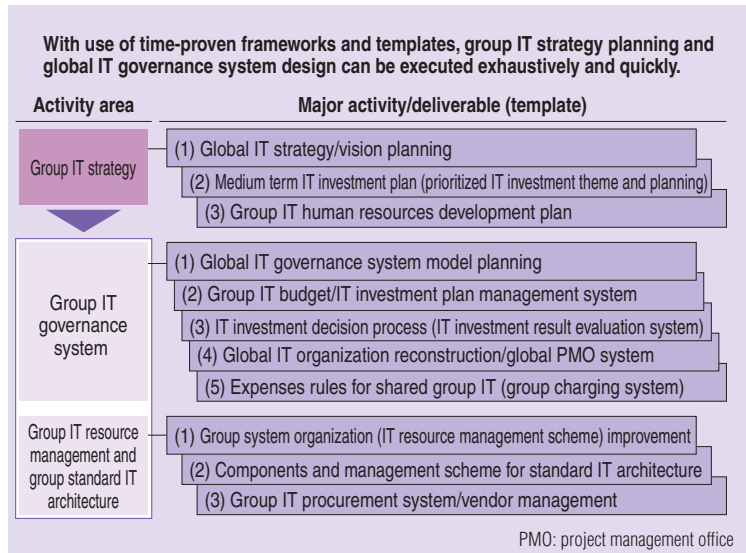 With use of time-proven frameworks and templates, group IT strategy planning and
global IT governance system design can be executed exhaustively and quickly.
Activity area
Major activity/deliverable (template)
Group IT strategy
(1) Global IT strategy/vision planning
(2) Medium term IT investment plan (prioritized IT investment theme and planning)
(3) Group IT human resources development plan
Group IT
governance
system
(1) Global IT governance system model planning
(2) Group IT budget/IT investment plan management system
(3) IT investment decision process (IT investment result evaluation system)
(4) Global IT organization reconstruction/global PMO system
(5) Expenses rules for shared group IT (group charging system)
Group IT resource
management and
group standard IT
architecture
(1) Group system organization (IT resource management scheme) improvement
(2) Components and management scheme for standard IT architecture
(3) Group IT procurement system/vendor management
PMO: project management office